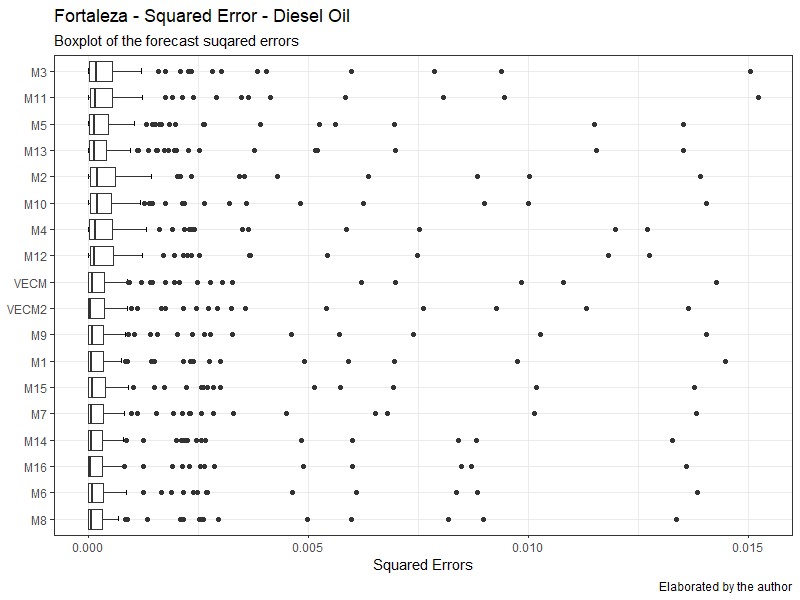 Fortaleza - Squared Error - Diesel Oil
Boxplot of the forecast suqared errors
M3
M11
M5
M13
M2
M10
M4
M12
VECM
VECM2
M9
M1
M15
M7
M14
M16
M6
M8
0.000 0.005 0.010 0.015
Squared Errors
Elaborated by the author